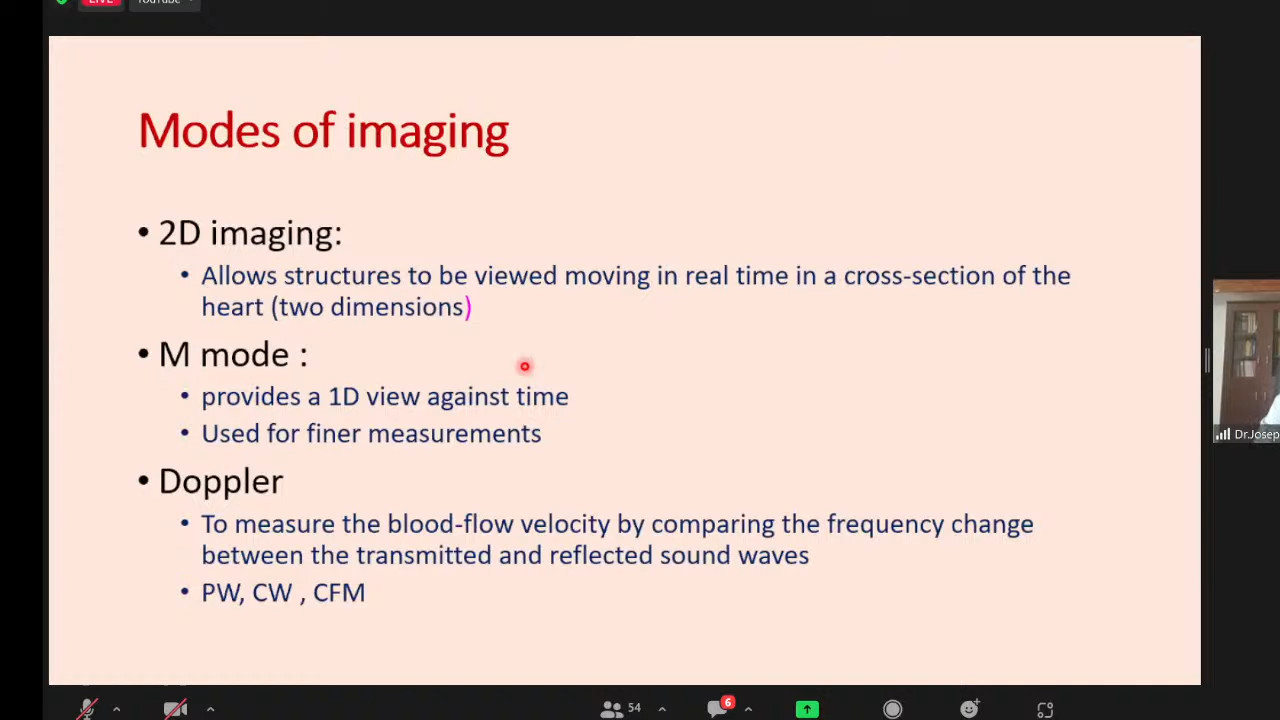 LIVE
YouTube
Modes of imaging
• 2D imaging:
• Allows structures to be viewed moving in real time in a cross-section of the
heart (two dimensions)
• M mode :
• provides a 1D view against time
• Used for finer measurements
• Doppler
• To measure the blood-flow velocity by comparing the frequency change
between the transmitted and reflected sound waves
• PW, CW , CFM
Dr.Josep
54
6